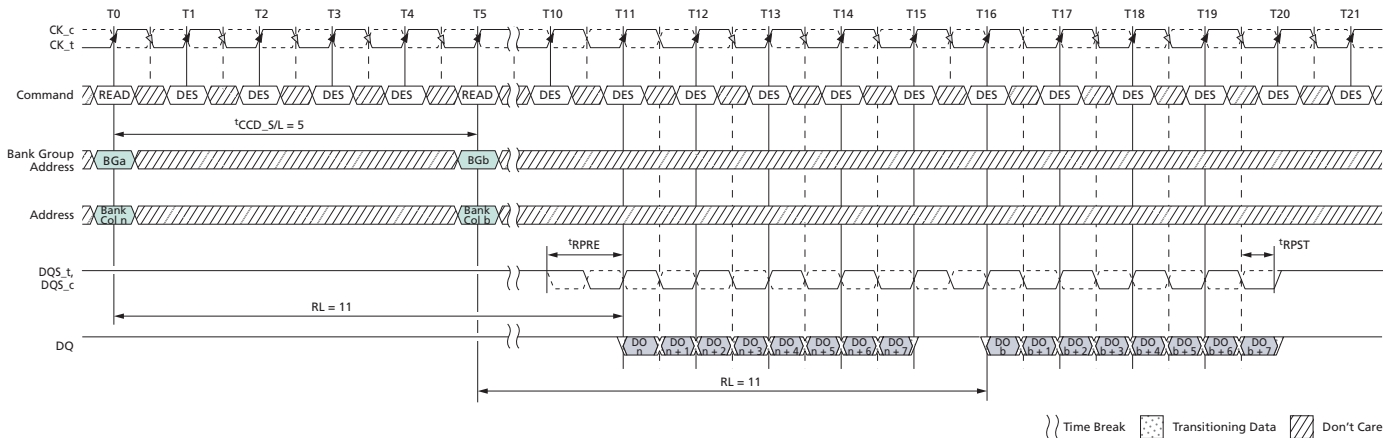 T0 T1 T2 T3 T4 T5 T10 T11 T12 T13 T14 T15 T16 T17 T18 T19 T20 T21
CK_c
CK_t
Command READ DES DES DES DES READ DES DES DES DES DES DES DES DES DES DES DES DES
tCCD_S/L = 5
Bank Group
Address
BGa BGb
Address
Bank
Col n
Bank
Col b
tRPRE tRPST
DQS_t,
DQS_c
RL = 11
DQ
DO
n
DO
n + 1
DO
n + 2
DO
n + 3
DO
n + 4
DO
n + 5
DO
n + 6
DO
n + 7
DO
b
DO
b + 1
DO
b + 2
DO
b + 3
DO
b + 4
DO
b + 5
DO
b + 6
DO
b + 7
RL = 11
Time Break Transitioning Data Don't Care